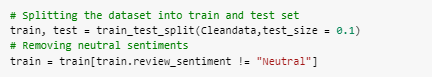 # Splitting the dataset into train and test set
train, test = train_test_split(Cleandata,test_size = 0.1)
# Removing neutral sentiments
train = train[train.review_sentiment != "Neutral"]